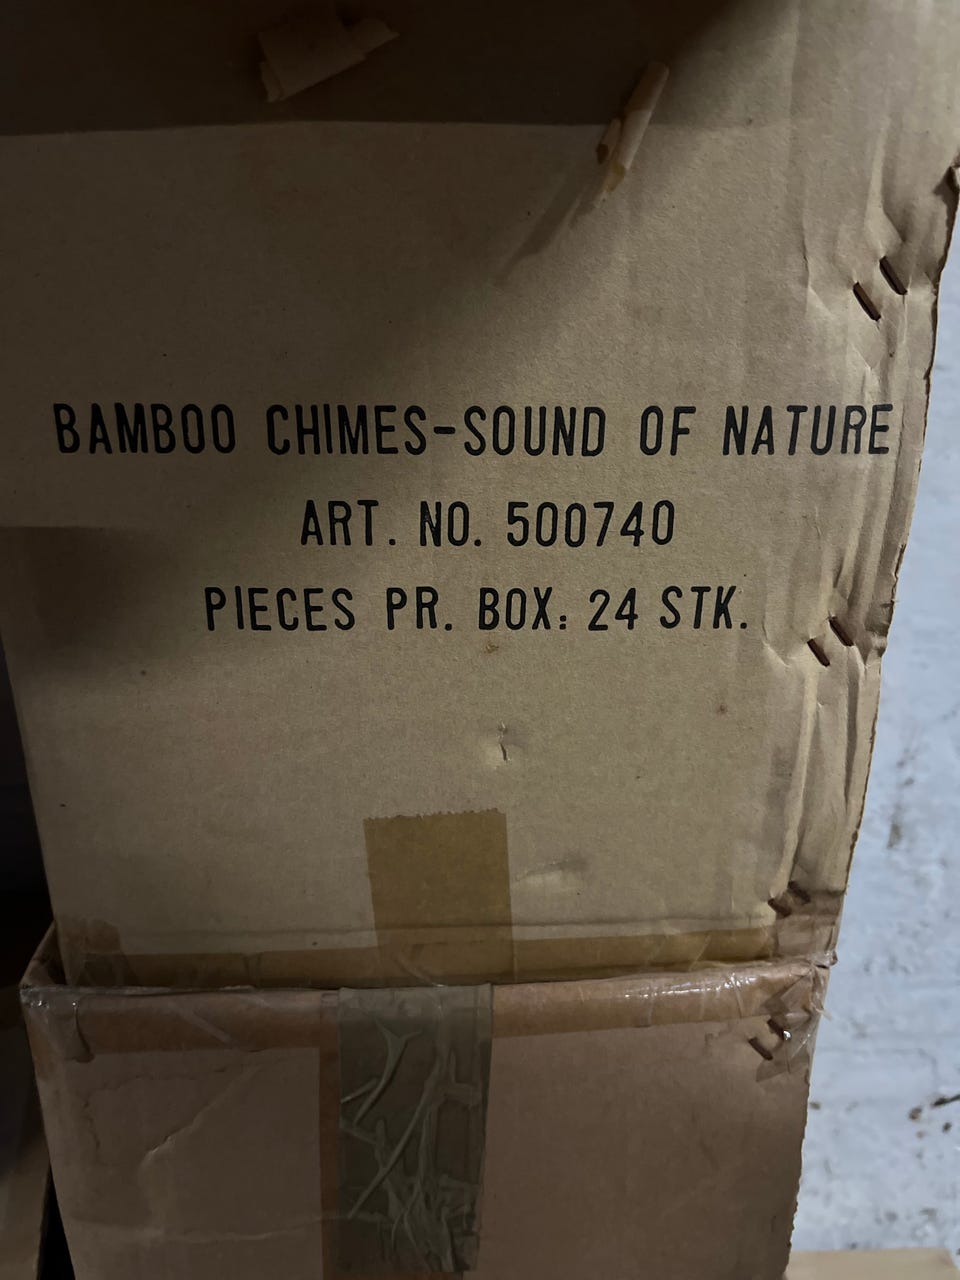 BAMBOO CHIMES-SOUND OF NATURE
ART. NO. 500740
PIECES PR. BOX: 24 STK.